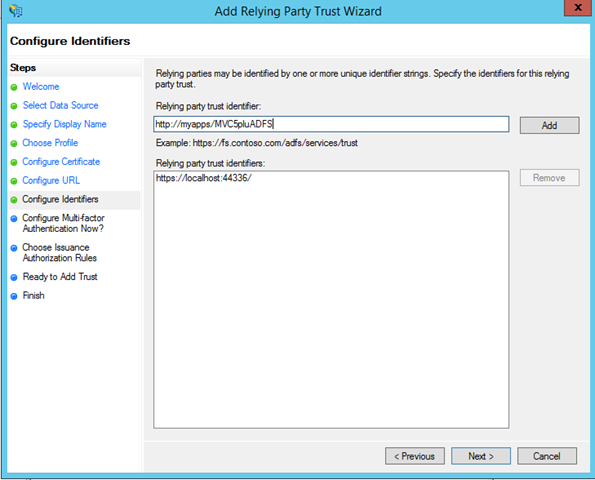 Add Relying Party Trust Wizard
x
Configure Identifiers
Steps
Welcome
Select Data Source
Specify Display Name
Choose Profile
Configure Certificate
Configure URL
Configure Identifiers
Configure Multi-factor
Authentication Now?
Choose Issuance
Authorization Rules
Ready to Add Trust
Finish
Relying parties may be identified by one or more unique identifier strings. Specify the identifiers for this relying
party trust.
Relying party trust identifier:
http://myapps/MVC5pluADFS
Add
Example: https://fs.contoso.com/adfs/services/trust
Relying party trust identifiers:
https://localhost:44336/
Remove
< Previous
Next >
Cancel